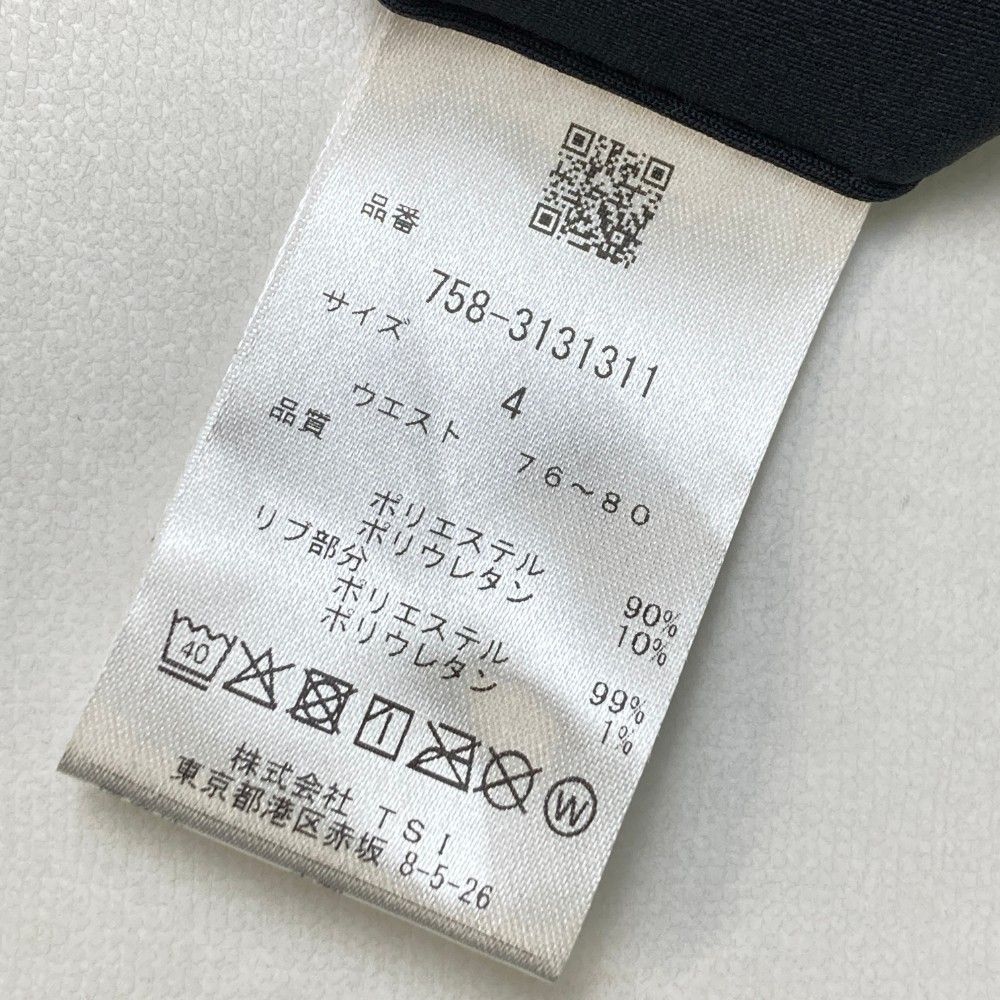 品番
758-3131311
サイズ
4
ウエスト 76~80
品質
ポリエステル 90%
ポリウレタン 10%
リブ部分
ポリエステル 99%
ポリウレタン 1%
40
W
株式会社 TSI
東京都港区赤坂 8-5-26